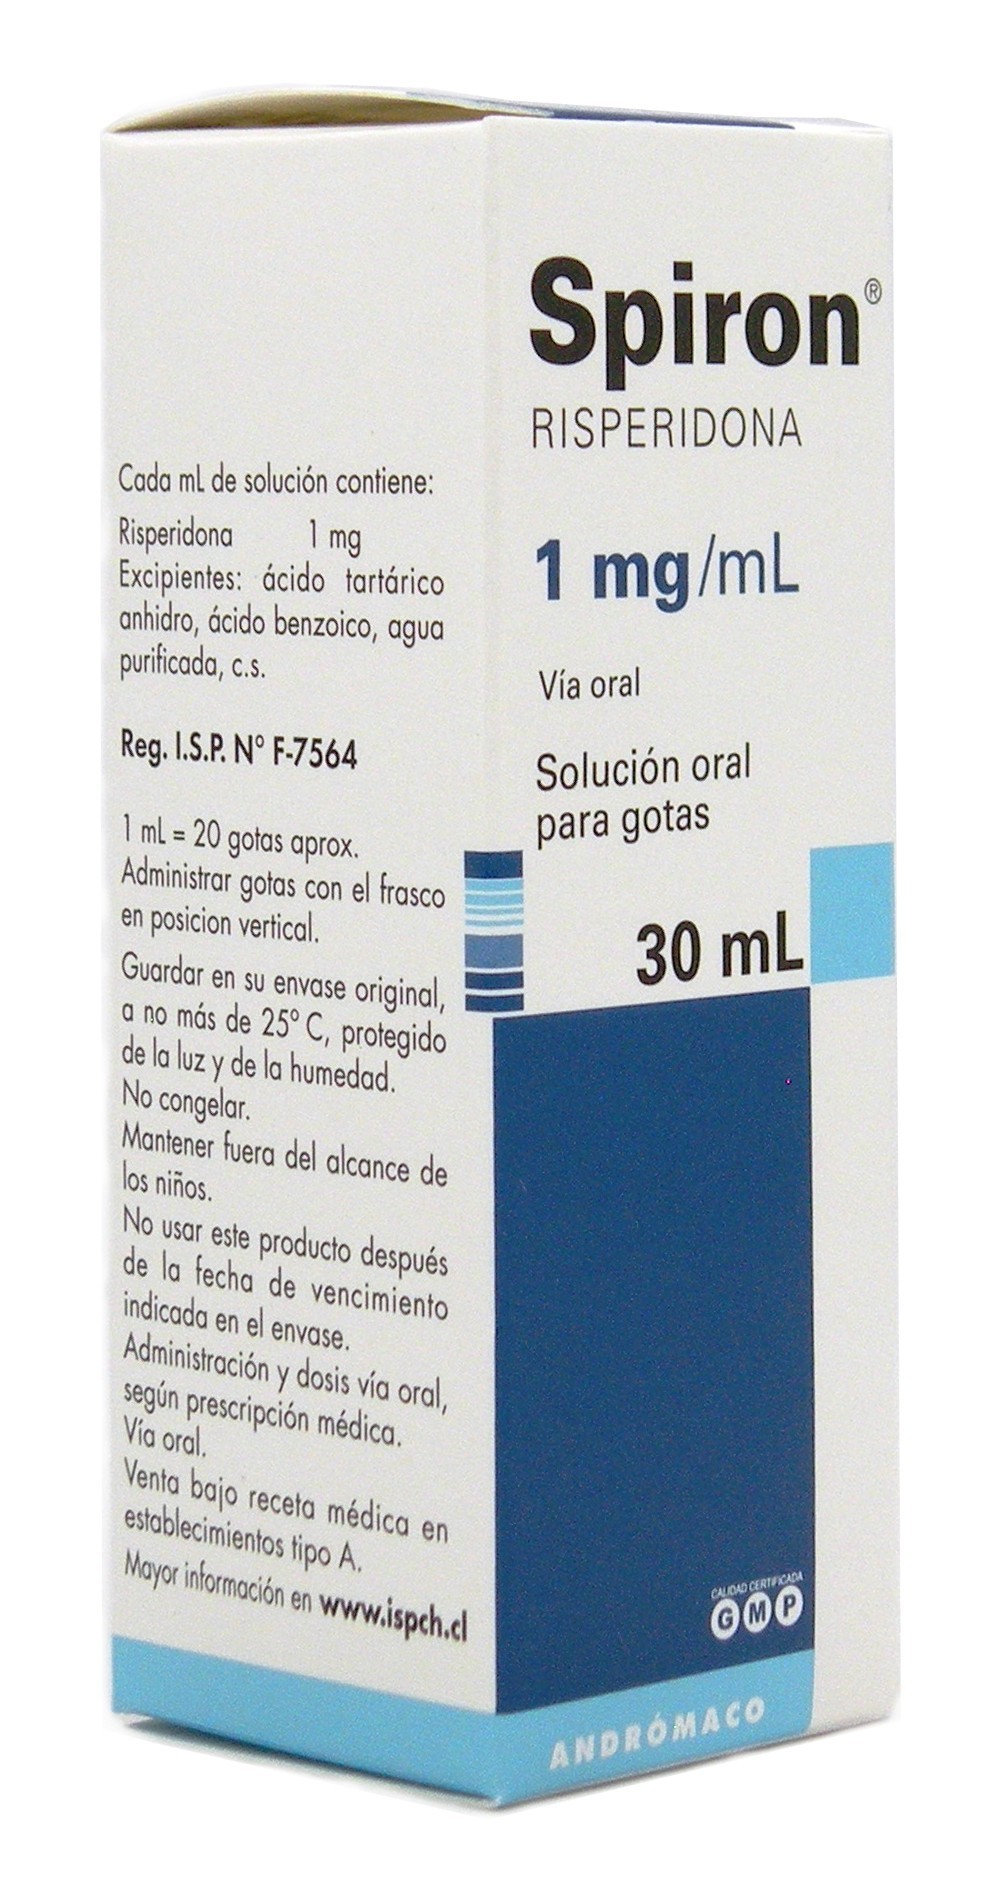 Cada mL de solución contiene:
Risperidona 1 mg
Excipientes: ácido tartárico
anhidro, ácido benzoico, agua
purificada, c.s.
Reg. I.S.P. N° F-7564
1 mL = 20 gotas aprox.
Administrar gotas con el frasco
en posicion vertical.
Guardar en su envase original,
a no más de 25° C, protegido
de la luz y de la humedad.
No congelar.
Mantener fuera del alcance de
los niños.
No usar este producto después
de la fecha de vencimiento
indicada en el envase.
Administración y dosis vía oral,
según prescripción médica.
Vía oral.
Venta bajo receta médica en
establecimientos tipo A.
Mayor información en www.ispch.cl
Spiron®
RISPERIDONA
1 mg/mL
Vía oral
Solución oral
para gotas
30 mL
CALIDAD CERTIFICADA
GMP
ANDRÓMACO